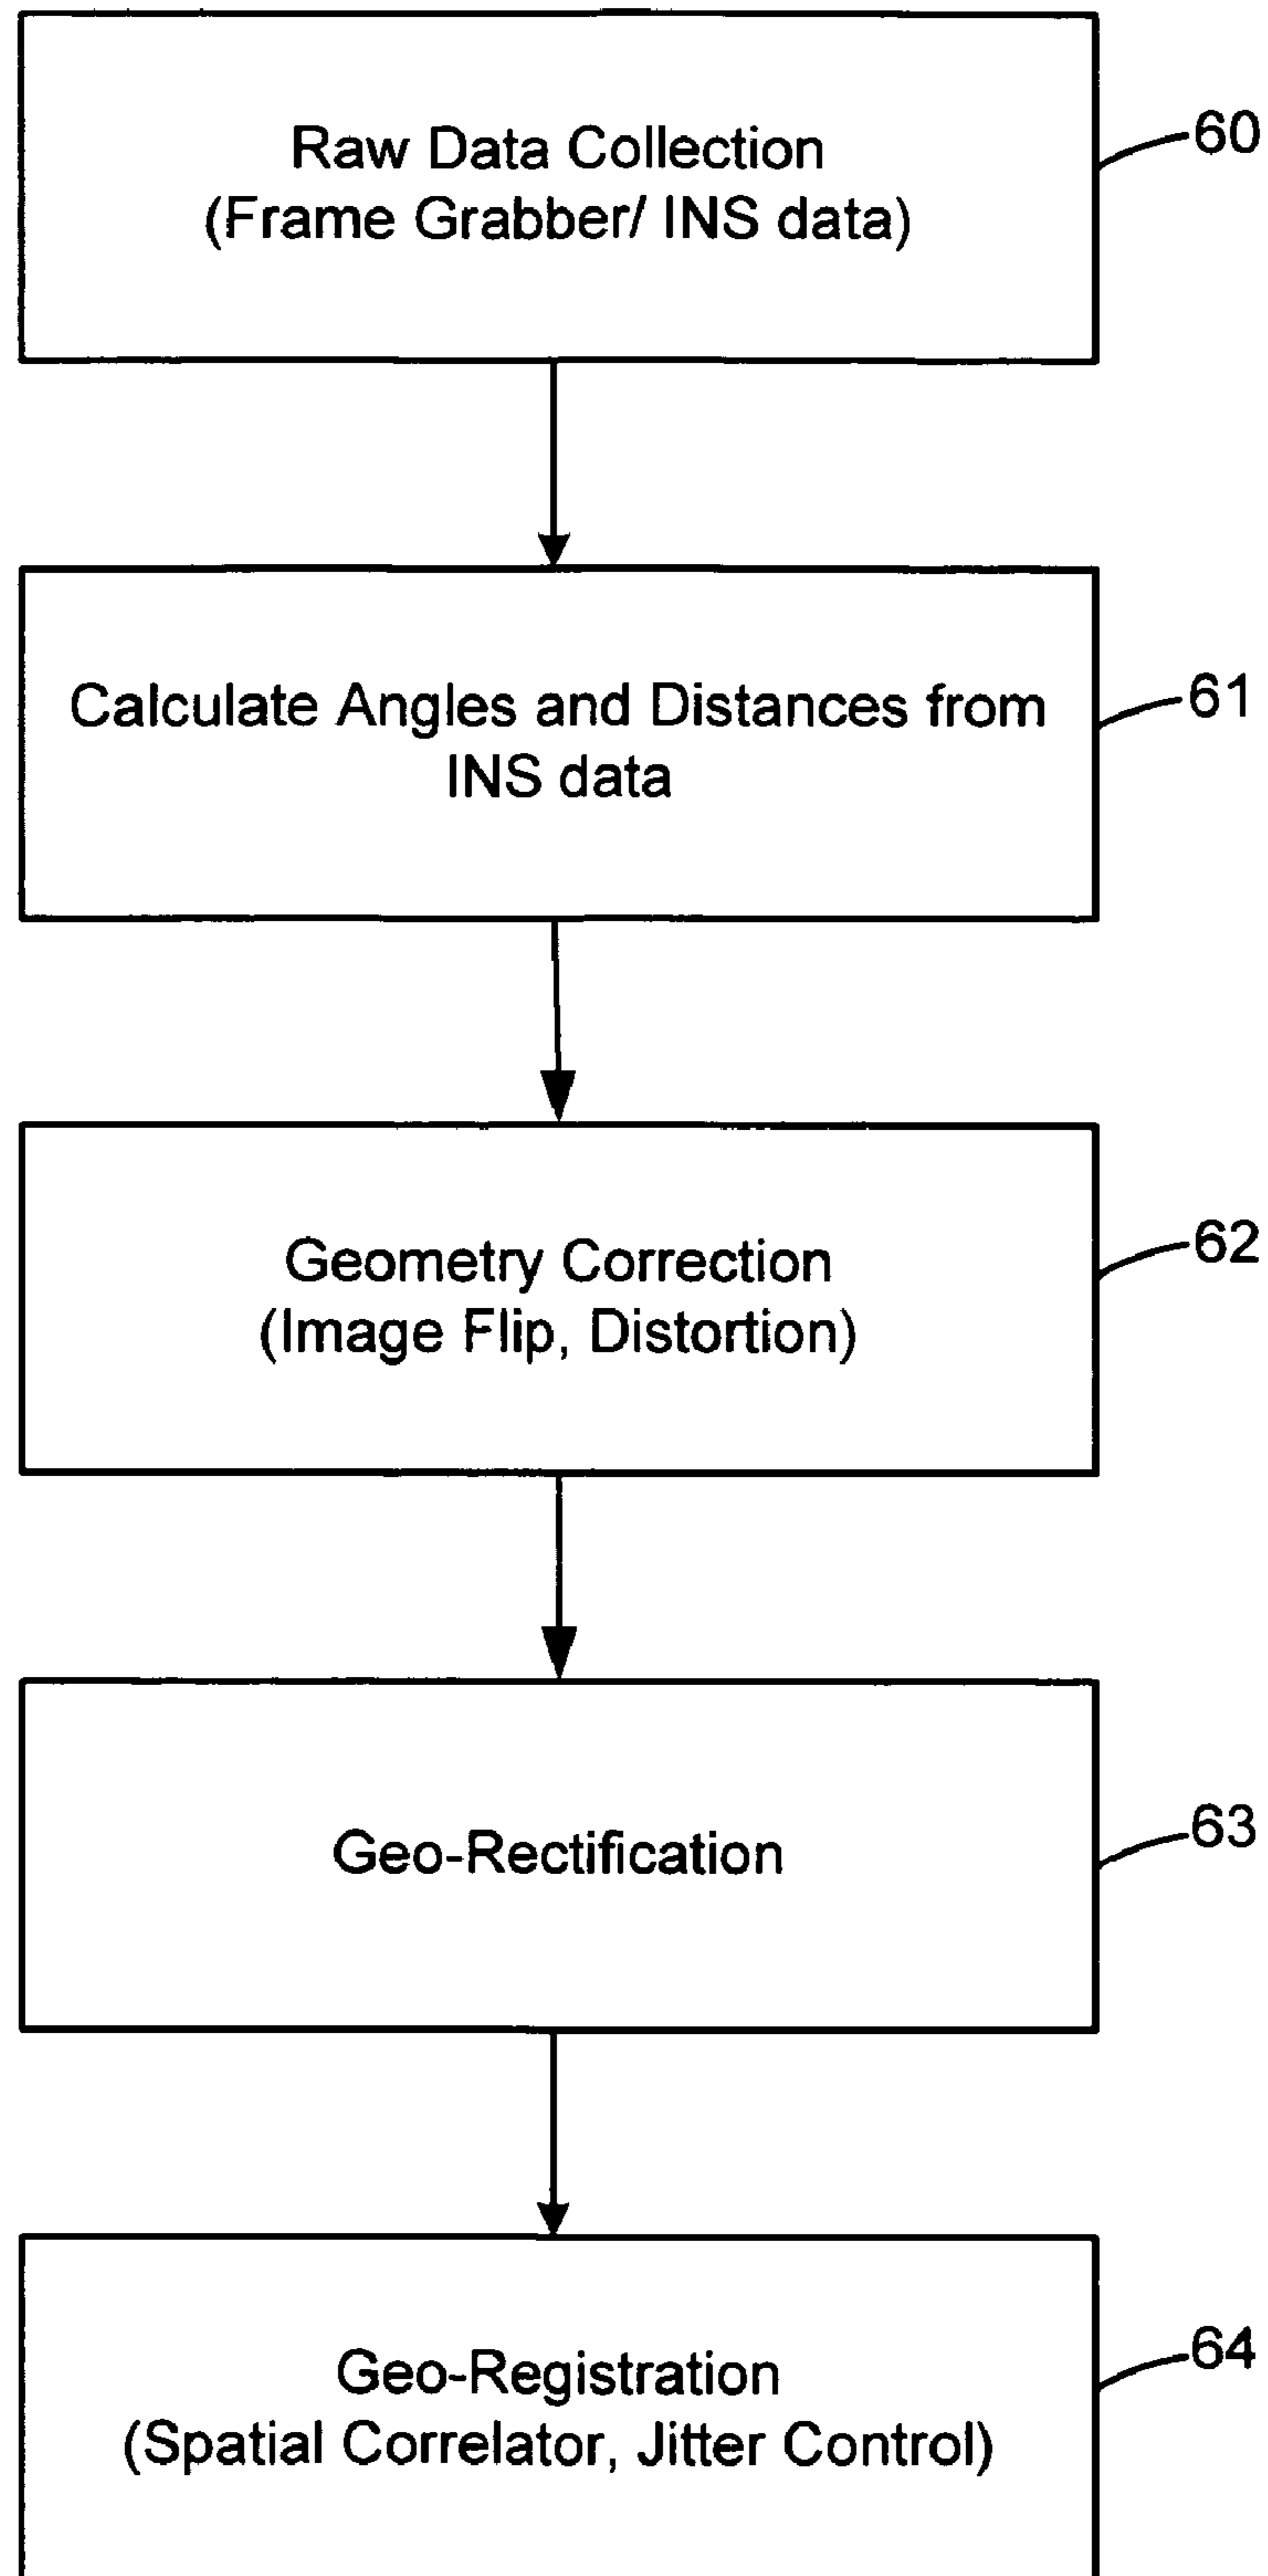 Raw Data Collection
(Frame Grabber/ INS data)
60
Calculate Angles and Distances from
INS data
61
Geometry Correction
(Image Flip, Distortion)
62
Geo-Rectification
63
Geo-Registration
(Spatial Correlator, Jitter Control)
64